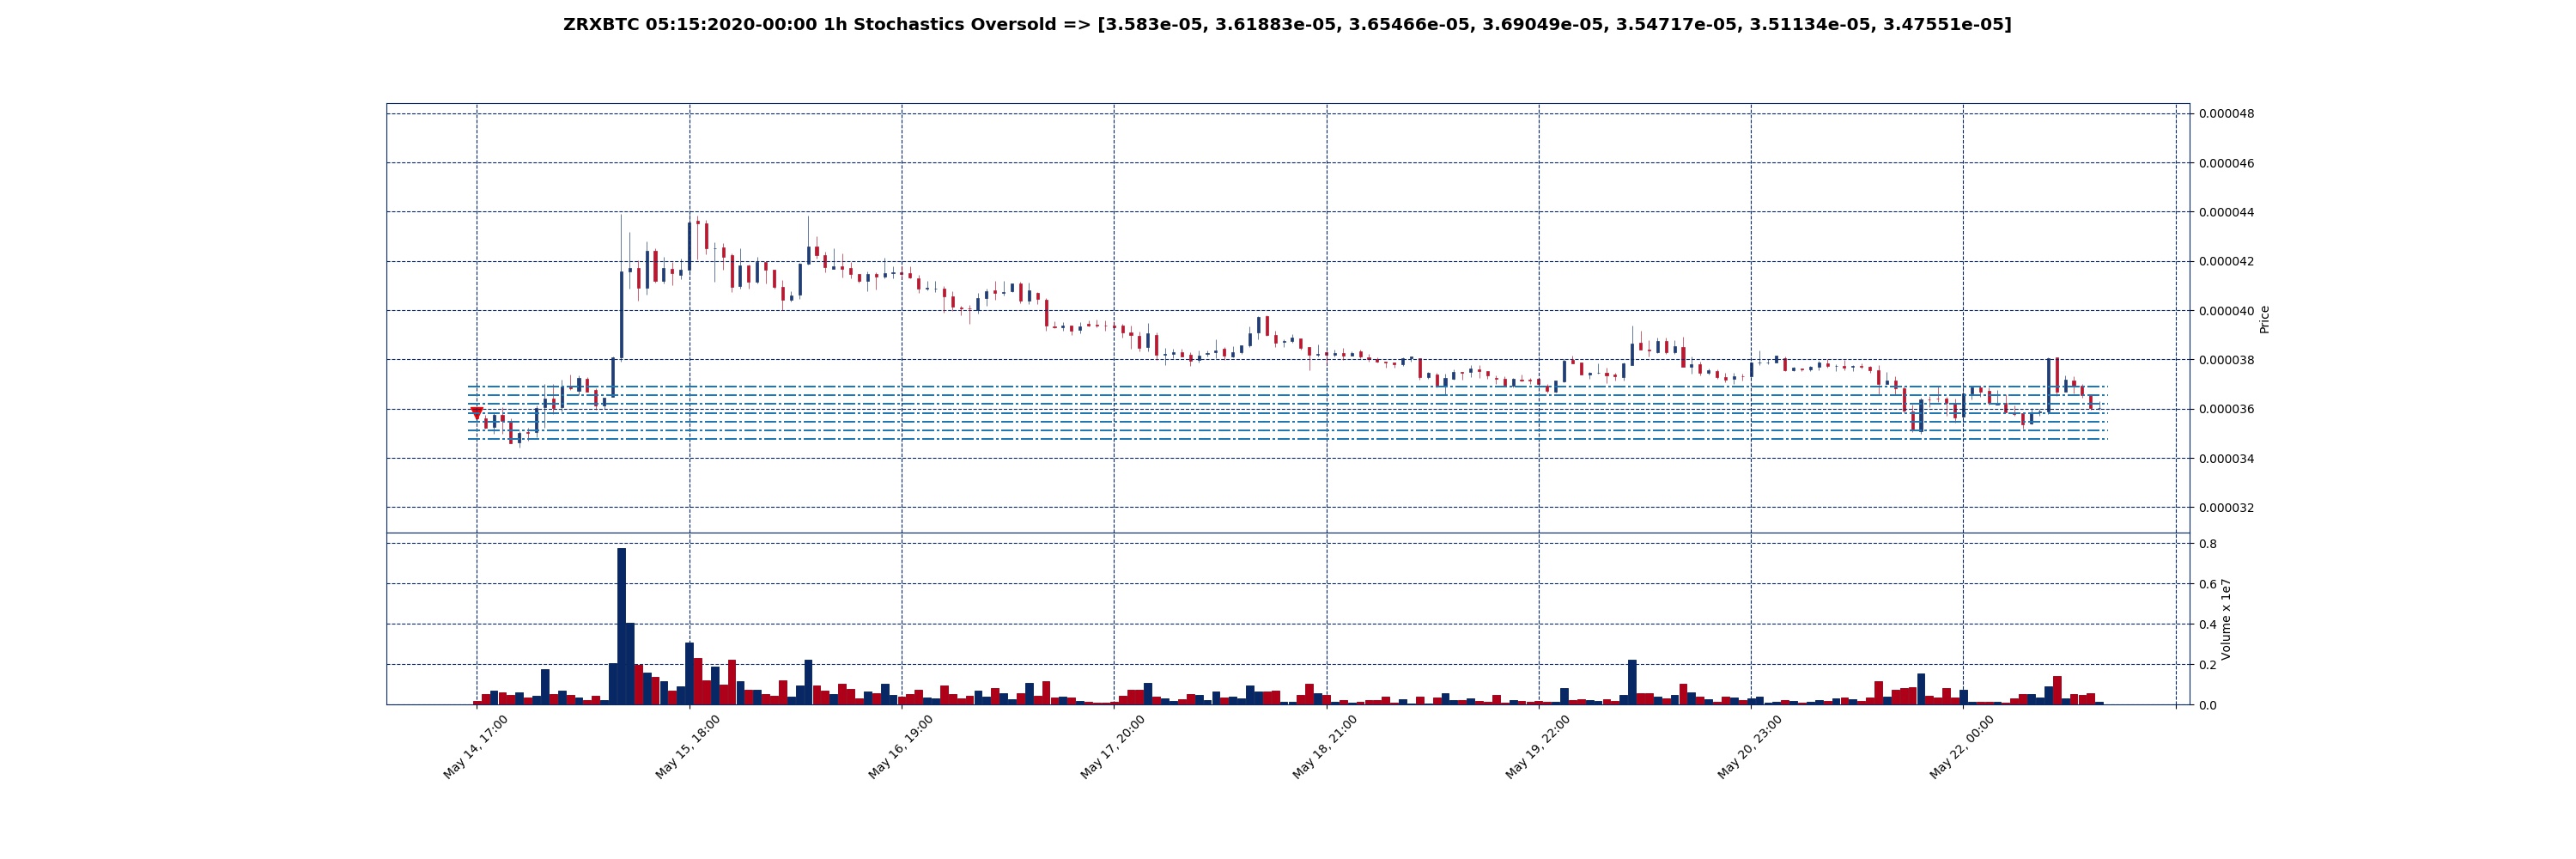 ZRXBTC 05:15:2020-00:00 1h Stochastics Oversold => [3.583e-05, 3.61883e-05, 3.65466e-05, 3.69049e-05, 3.54717e-05, 3.51134e-05, 3.47551e-05]
0.000048
0.000046
0.000044
0.000042
0.000040
0.000038
0.000036
0.000034
0.000032
Price
0.8
0.6
0.4
0.2
0.0
Volume x 1e7
May 14, 17:00
May 15, 18:00
May 16, 19:00
May 17, 20:00
May 18, 21:00
May 19, 22:00
May 20, 23:00
May 22, 00:00